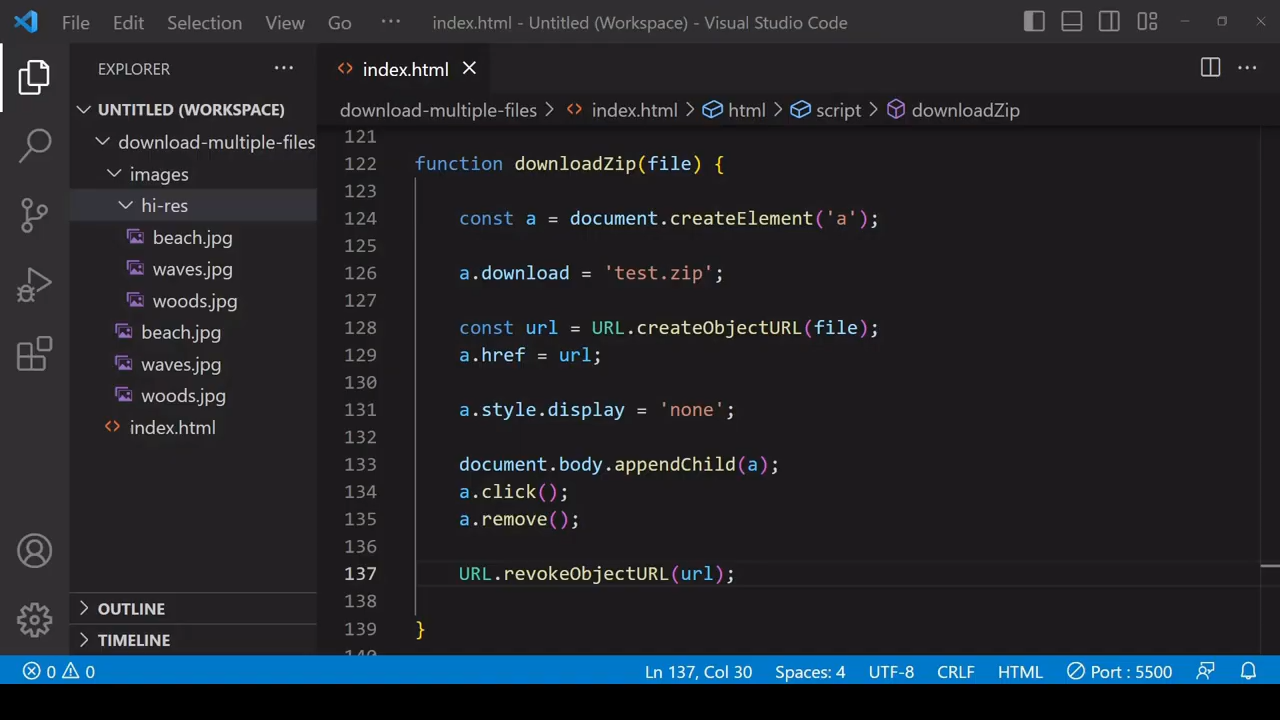 File Edit Selection View Go ··· index.html - Untitled (Workspace) - Visual Studio Code
EXPLORER ···
UNTITLED (WORKSPACE)
download-multiple-files
images
hi-res
beach.jpg
waves.jpg
woods.jpg
beach.jpg
waves.jpg
woods.jpg
index.html
OUTLINE
TIMELINE
<> index.html
download-multiple-files > <> index.html > html > script > downloadZip
121
122 function downloadZip(file) {
123
124 const a = document.createElement('a');
125
126 a.download = 'test.zip';
127
128 const url = URL.createObjectURL(file);
129 a.href = url;
130
131 a.style.display = 'none';
132
133 document.body.appendChild(a);
134 a.click();
135 a.remove();
136
137 URL.revokeObjectURL(url);
138
139 }
140
0 0 Ln 137, Col 30 Spaces: 4 UTF-8 CRLF HTML Port : 5500